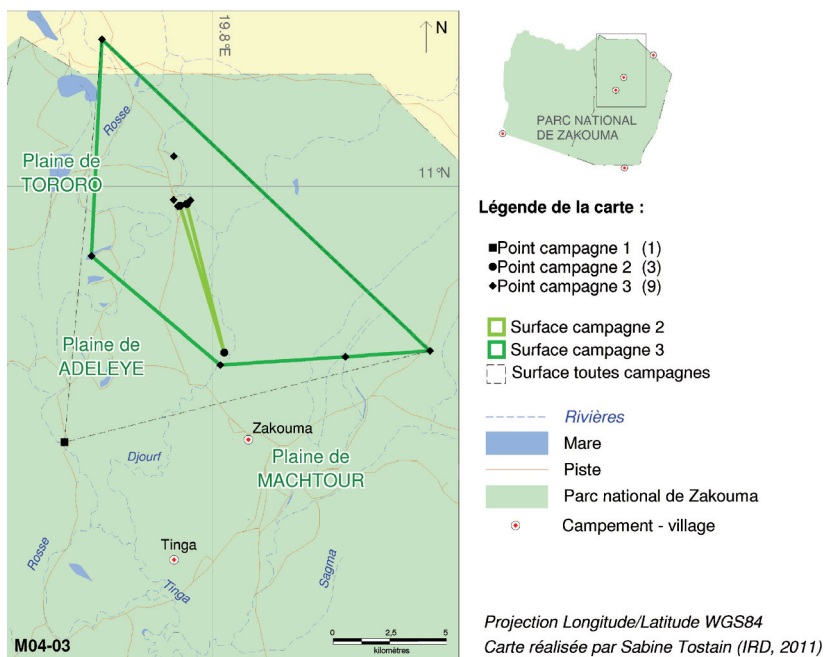 19.8°E
N
Rosse
Plaine de
TORORO
11°N
Plaine de
ADELEYE
Zakouma
Djourf
Plaine de
MACHTOUR
Tinga
Rosse
Tinga
Sagma
M04-03
0 2,5 5
kilomètres
PARC NATIONAL
DE ZAKOUMA
Légende de la carte :
Point campagne 1 (1)
Point campagne 2 (3)
Point campagne 3 (9)
Surface campagne 2
Surface campagne 3
Surface toutes campagnes
Rivières
Mare
Piste
Parc national de Zakouma
Campement - village
Projection Longitude/Latitude WGS84
Carte réalisée par Sabine Tostain (IRD, 2011)